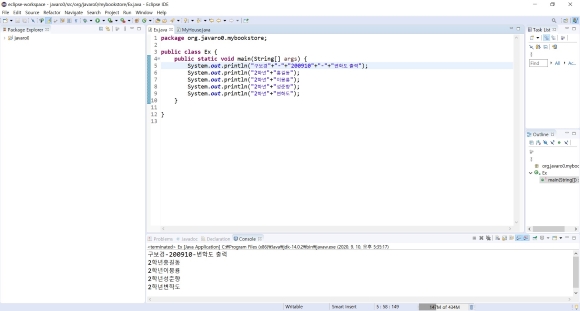 eclipse-workspace - javaro0/src/org/javaro0/mybookstore/Ex.java - Eclipse IDE
File Edit Source Refactor Navigate Search Project Run Window Help
Package Explorer
javaro0
Ex.java
MyHouse.java
1 package org.javaro0.mybookstore;
2
3 public class Ex {
4 public static void main(String[] args) {
5 System.out.println("구보경"+"-"+"200910"+"-"+"변학도 출력");
6 System.out.println("2학년"+"홍길동");
7 System.out.println("2학년"+"이몽룡");
8 System.out.println("2학년"+"성춘향");
9 System.out.println("2학년"+"변학도");
10 }
11
12 }
13
Task List
Find
All
Ac...
Outline
org.javaro0.myboo
Ex
main(String[])
Problems Javadoc Declaration Console
<terminated> Ex [Java Application] C:\Program Files (x86)\Java\jdk-14.0.2\bin\javaw.exe (2020. 9. 10. 오후 5:35:17)
구보경-200910-변학도 출력
2학년홍길동
2학년이몽룡
2학년성춘향
2학년변학도
Writable
Smart Insert
5 : 58 : 149
of 434M